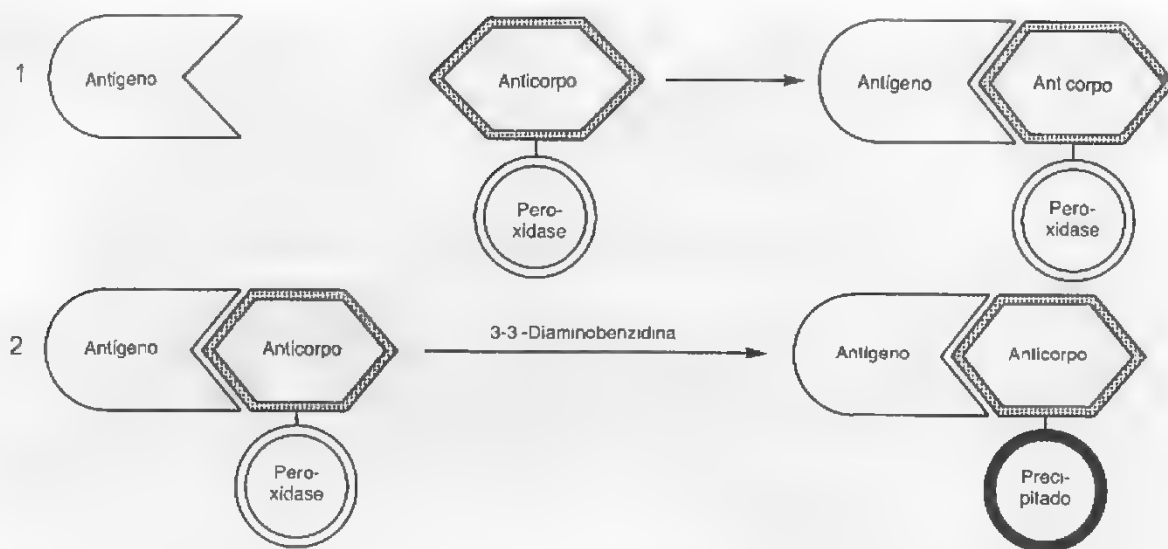 1
Antígeno
Anticorpo
Antígeno
Ant corpo
Pero-
xidase
Pero-
xidase
2
Antígeno
Anticorpo
3-3 -Diaminobenzidina
Antígeno
Anticorpo
Pero-
xidase
Preci-
pitado